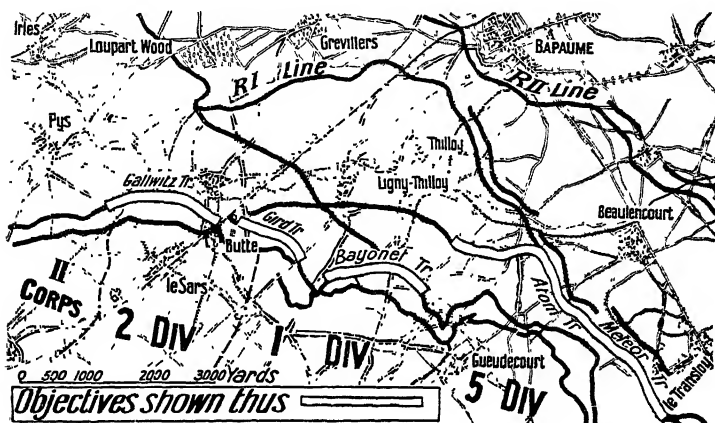 Irles
Loupart Wood
Grevillers
BAPAUME
RI Line
RII Line
Pys
Thilloy
Ligny-Thilloy
Gallwitz Tr.
Beaulencourt
Gird Tr
Butte
Bayonet Tr
le Sars
II CORPS
2 DIV
1 DIV
5 DIV
Atom Tr
Meteor Tr
le Transloy
Gueudecourt
0 500 1000 2000 3000 Yards
Objectives shown thus